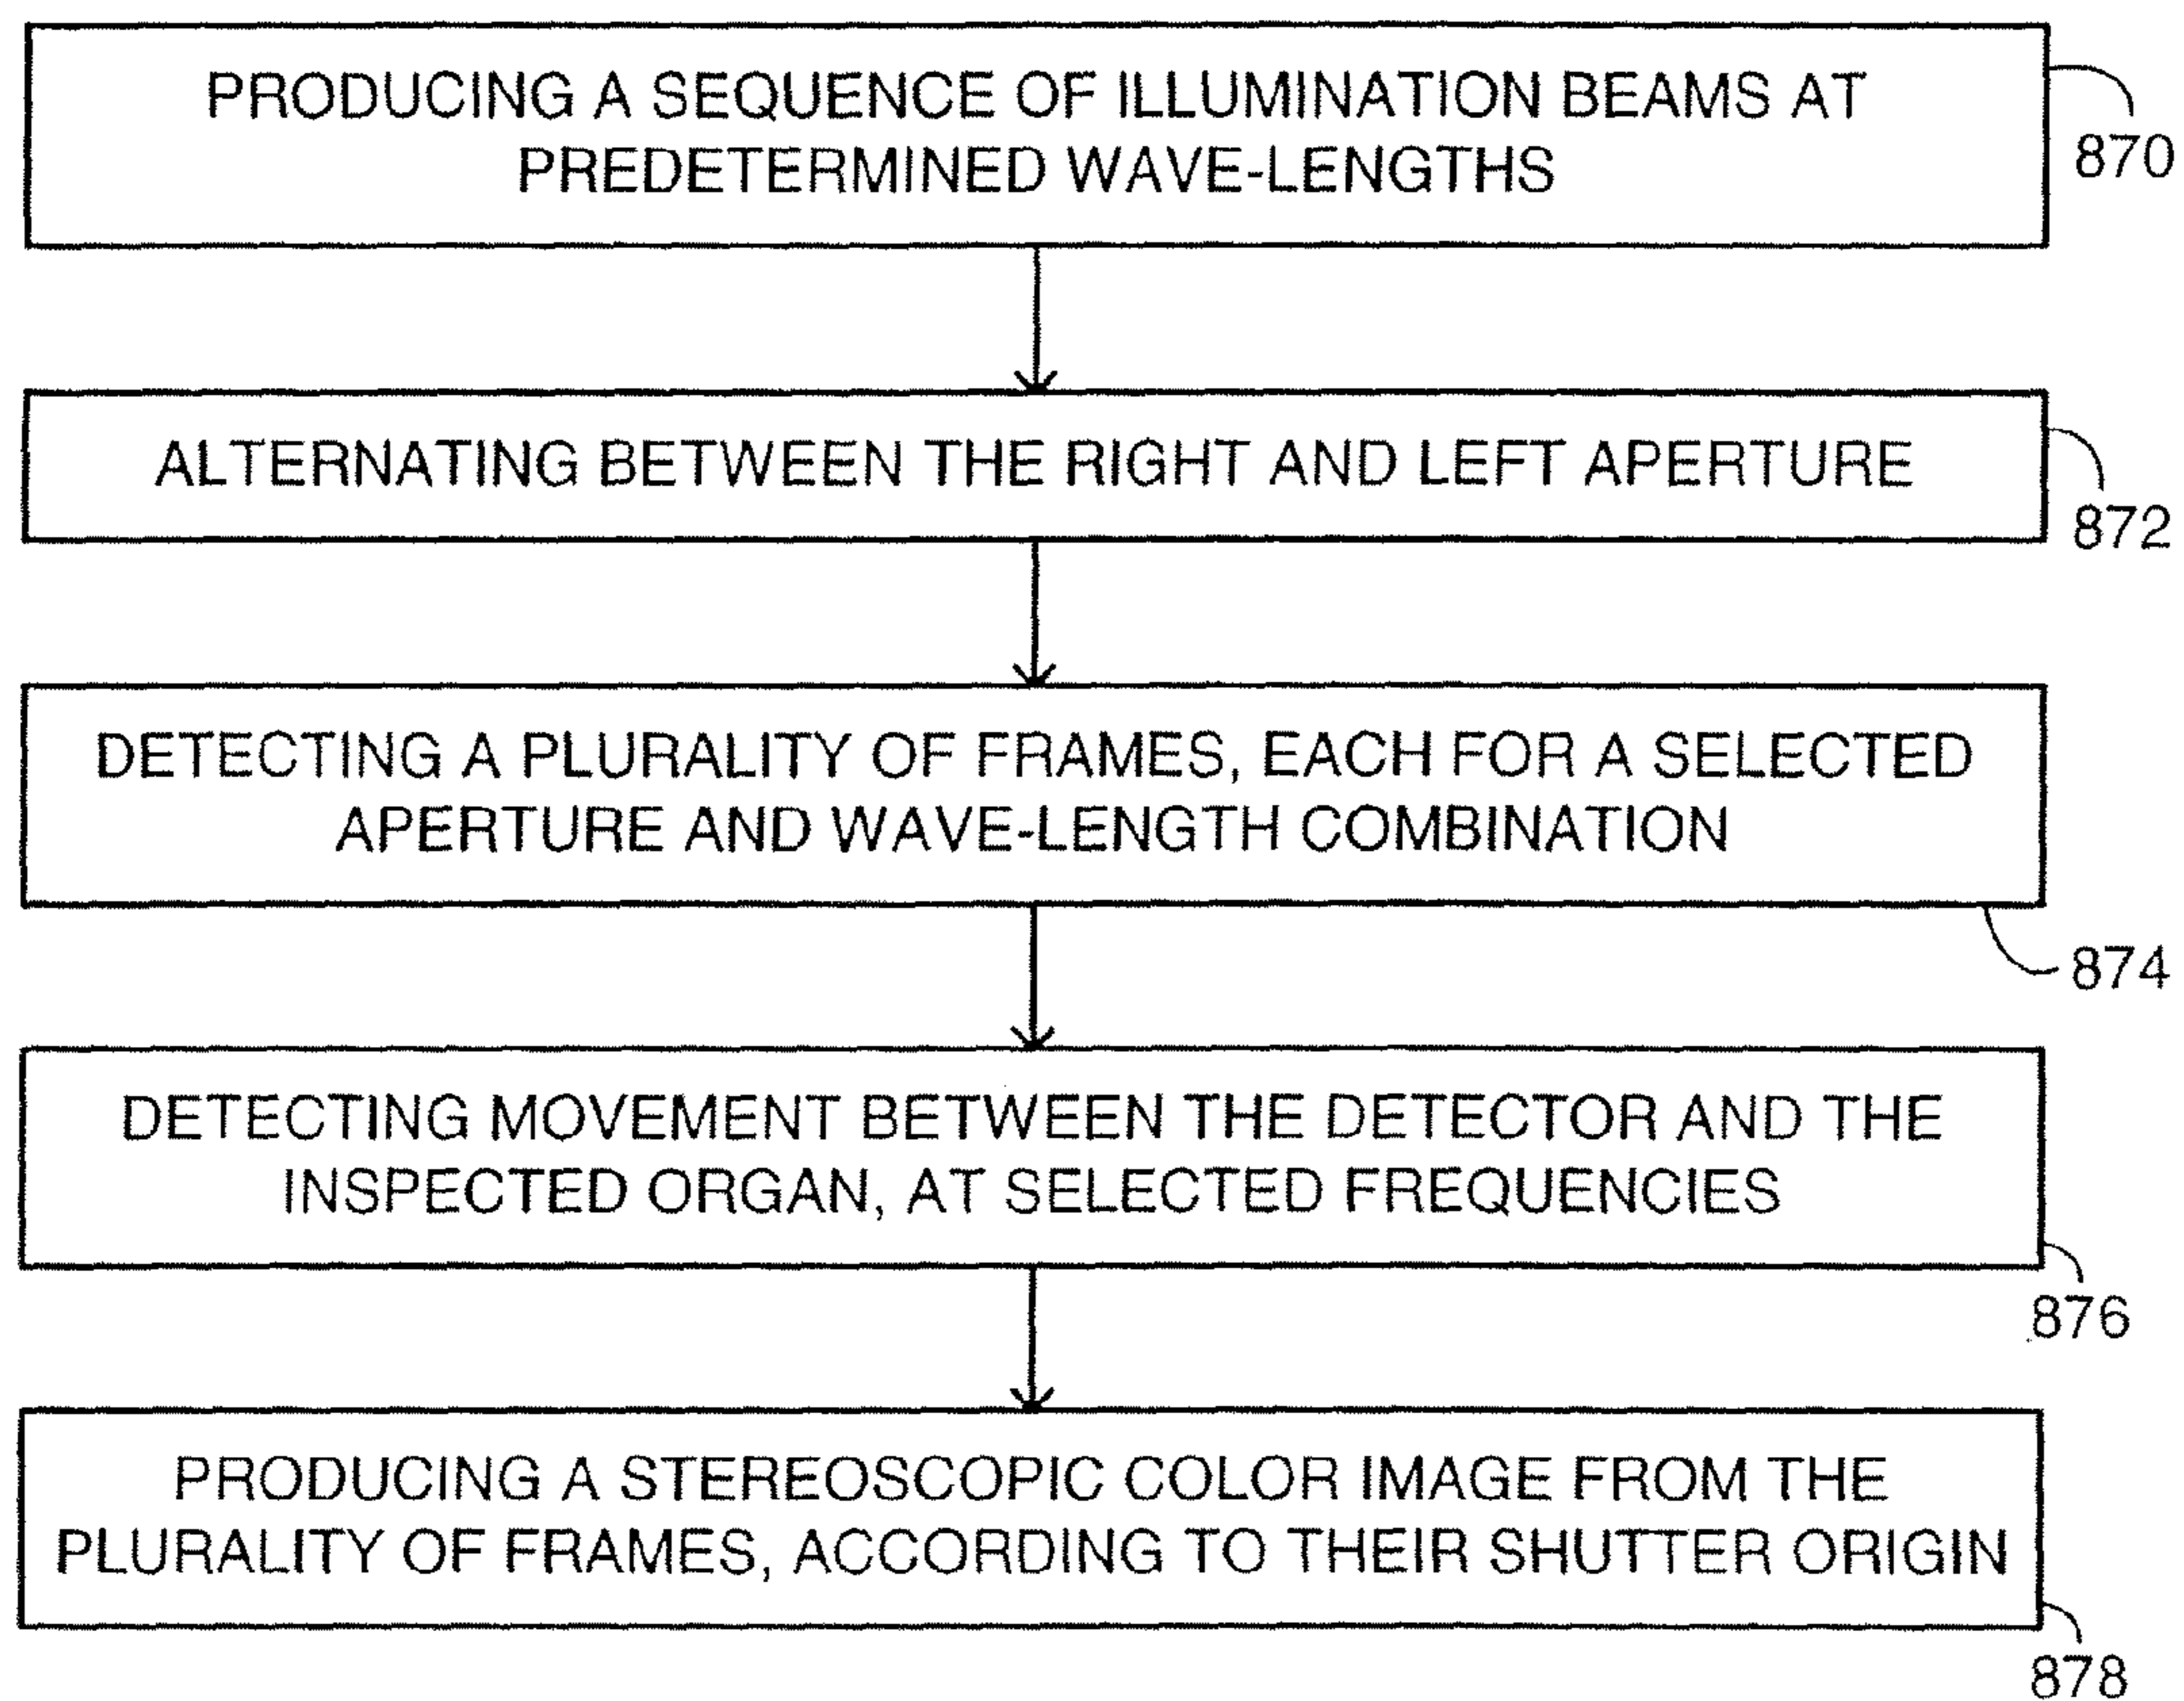 PRODUCING A SEQUENCE OF ILLUMINATION BEAMS AT
PREDETERMINED WAVE-LENGTHS
870
ALTERNATING BETWEEN THE RIGHT AND LEFT APERTURE
872
DETECTING A PLURALITY OF FRAMES, EACH FOR A SELECTED
APERTURE AND WAVE-LENGTH COMBINATION
874
DETECTING MOVEMENT BETWEEN THE DETECTOR AND THE
INSPECTED ORGAN, AT SELECTED FREQUENCIES
876
PRODUCING A STEREOSCOPIC COLOR IMAGE FROM THE
PLURALITY OF FRAMES, ACCORDING TO THEIR SHUTTER ORIGIN
878